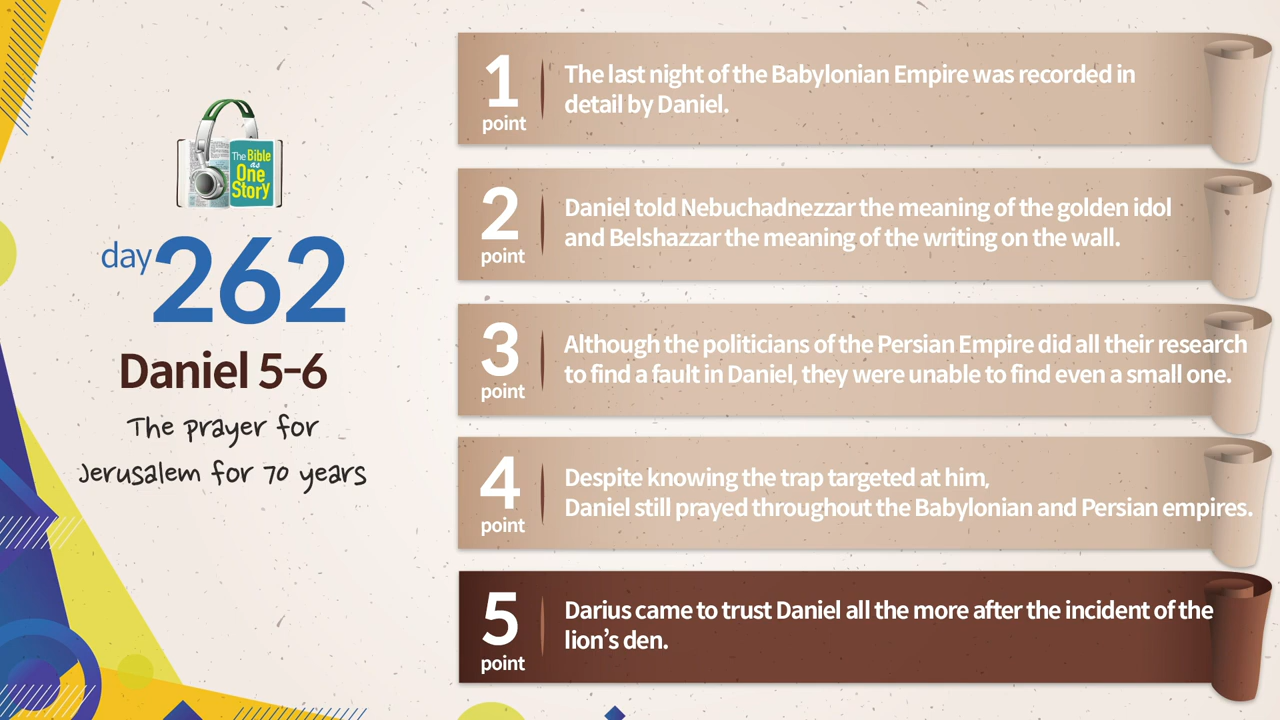 The Bible
as
One
Story
day 262
Daniel 5-6
The prayer for
Jerusalem for 70 years
1
point
The last night of the Babylonian Empire was recorded in
detail by Daniel.
2
point
Daniel told Nebuchadnezzar the meaning of the golden idol
and Belshazzar the meaning of the writing on the wall.
3
point
Although the politicians of the Persian Empire did all their research
to find a fault in Daniel, they were unable to find even a small one.
4
point
Despite knowing the trap targeted at him,
Daniel still prayed throughout the Babylonian and Persian empires.
5
point
Darius came to trust Daniel all the more after the incident of the
lion's den.